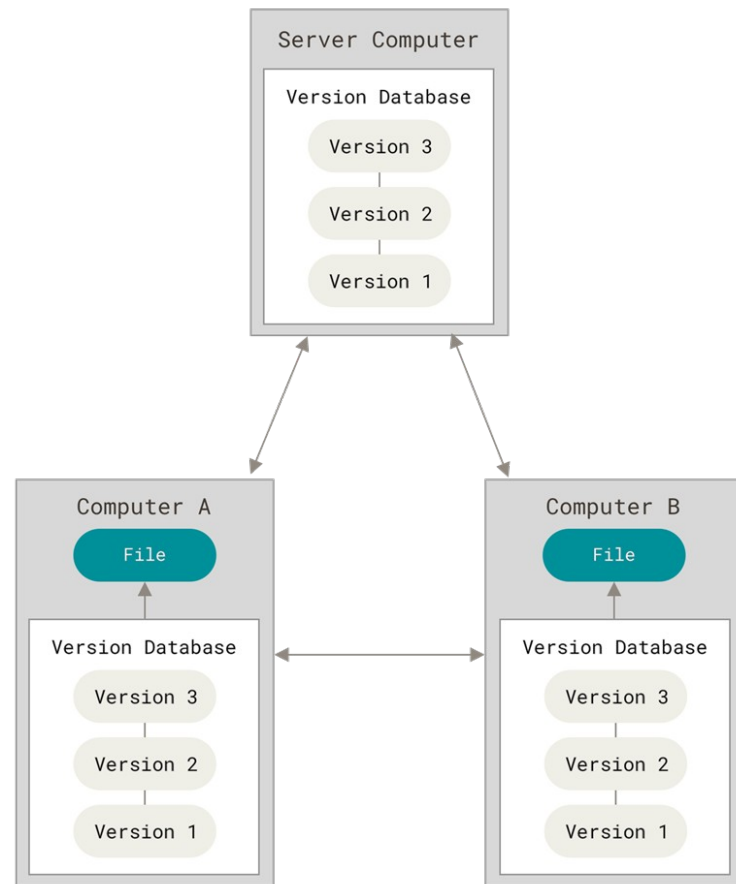 Server Computer
Version Database
Version 3
Version 2
Version 1
Computer A
File
Version Database
Version 3
Version 2
Version 1
Computer B
File
Version Database
Version 3
Version 2
Version 1